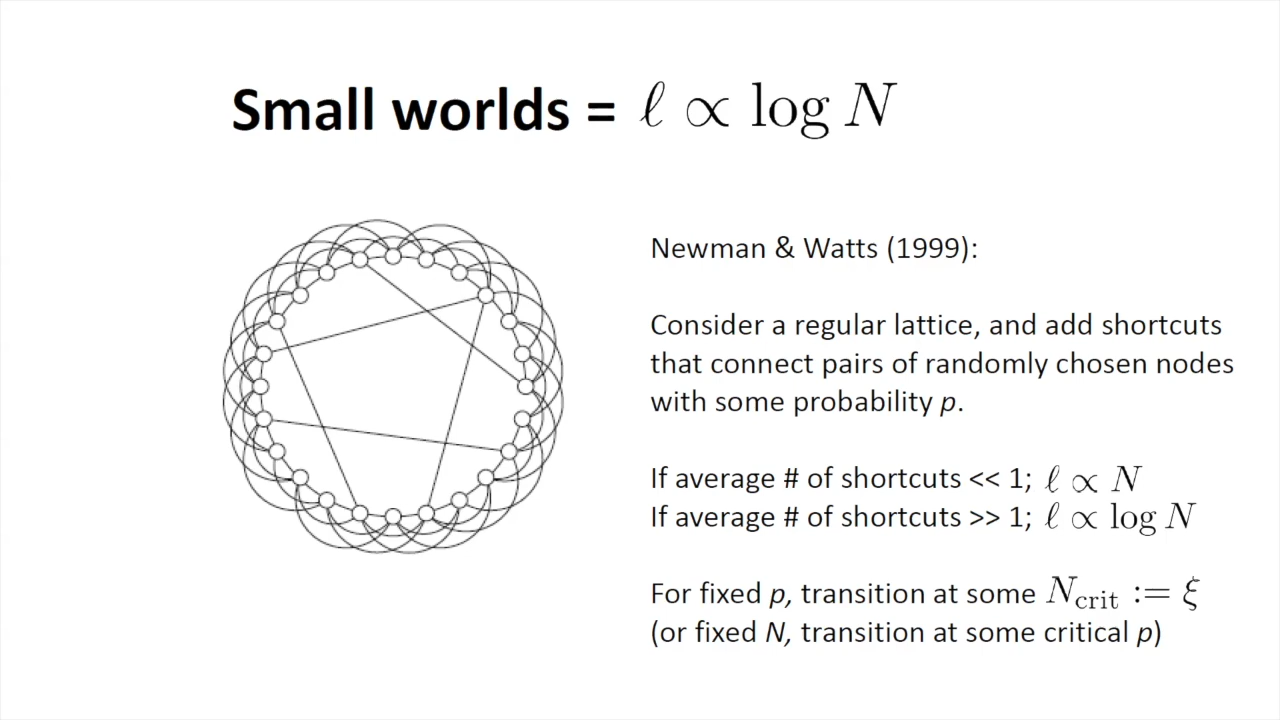 Small worlds = ℓ ∝ log N
Newman & Watts (1999):
Consider a regular lattice, and add shortcuts
that connect pairs of randomly chosen nodes
with some probability p.
If average # of shortcuts << 1; ℓ ∝ N
If average # of shortcuts >> 1; ℓ ∝ log N
For fixed p, transition at some N_crit := ξ
(or fixed N, transition at some critical p)